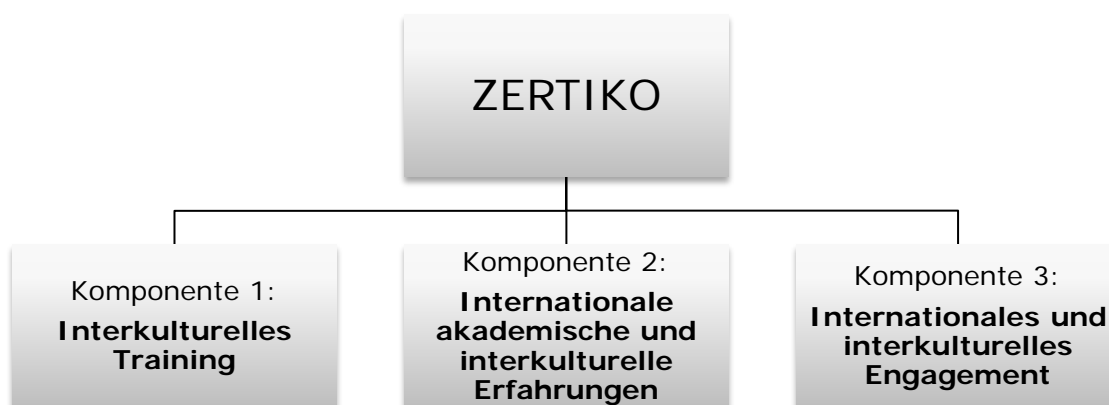 ZERTIKO
Komponente 1:
Interkulturelles
Training
Komponente 2:
Internationale
akademische und
interkulturelle
Erfahrungen
Komponente 3:
Internationales und
interkulturelles
Engagement